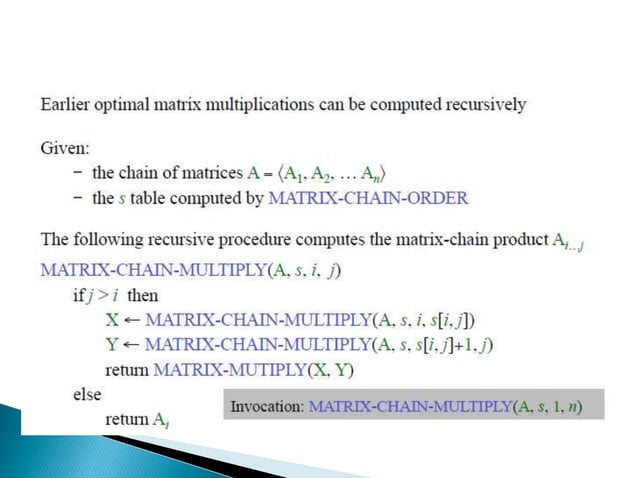 Earlier optimal matrix multiplications can be computed recursively
Given:
– the chain of matrices A = ⟨A₁, A₂, … Aₙ⟩
– the s table computed by MATRIX-CHAIN-ORDER
The following recursive procedure computes the matrix-chain product Aᵢ…ⱼ
MATRIX-CHAIN-MULTIPLY(A, s, i, j)
if j > i then
X ← MATRIX-CHAIN-MULTIPLY(A, s, i, s[i, j])
Y ← MATRIX-CHAIN-MULTIPLY(A, s, s[i, j]+1, j)
return MATRIX-MUTIPLY(X, Y)
else
return Aᵢ
Invocation: MATRIX-CHAIN-MULTIPLY(A, s, 1, n)